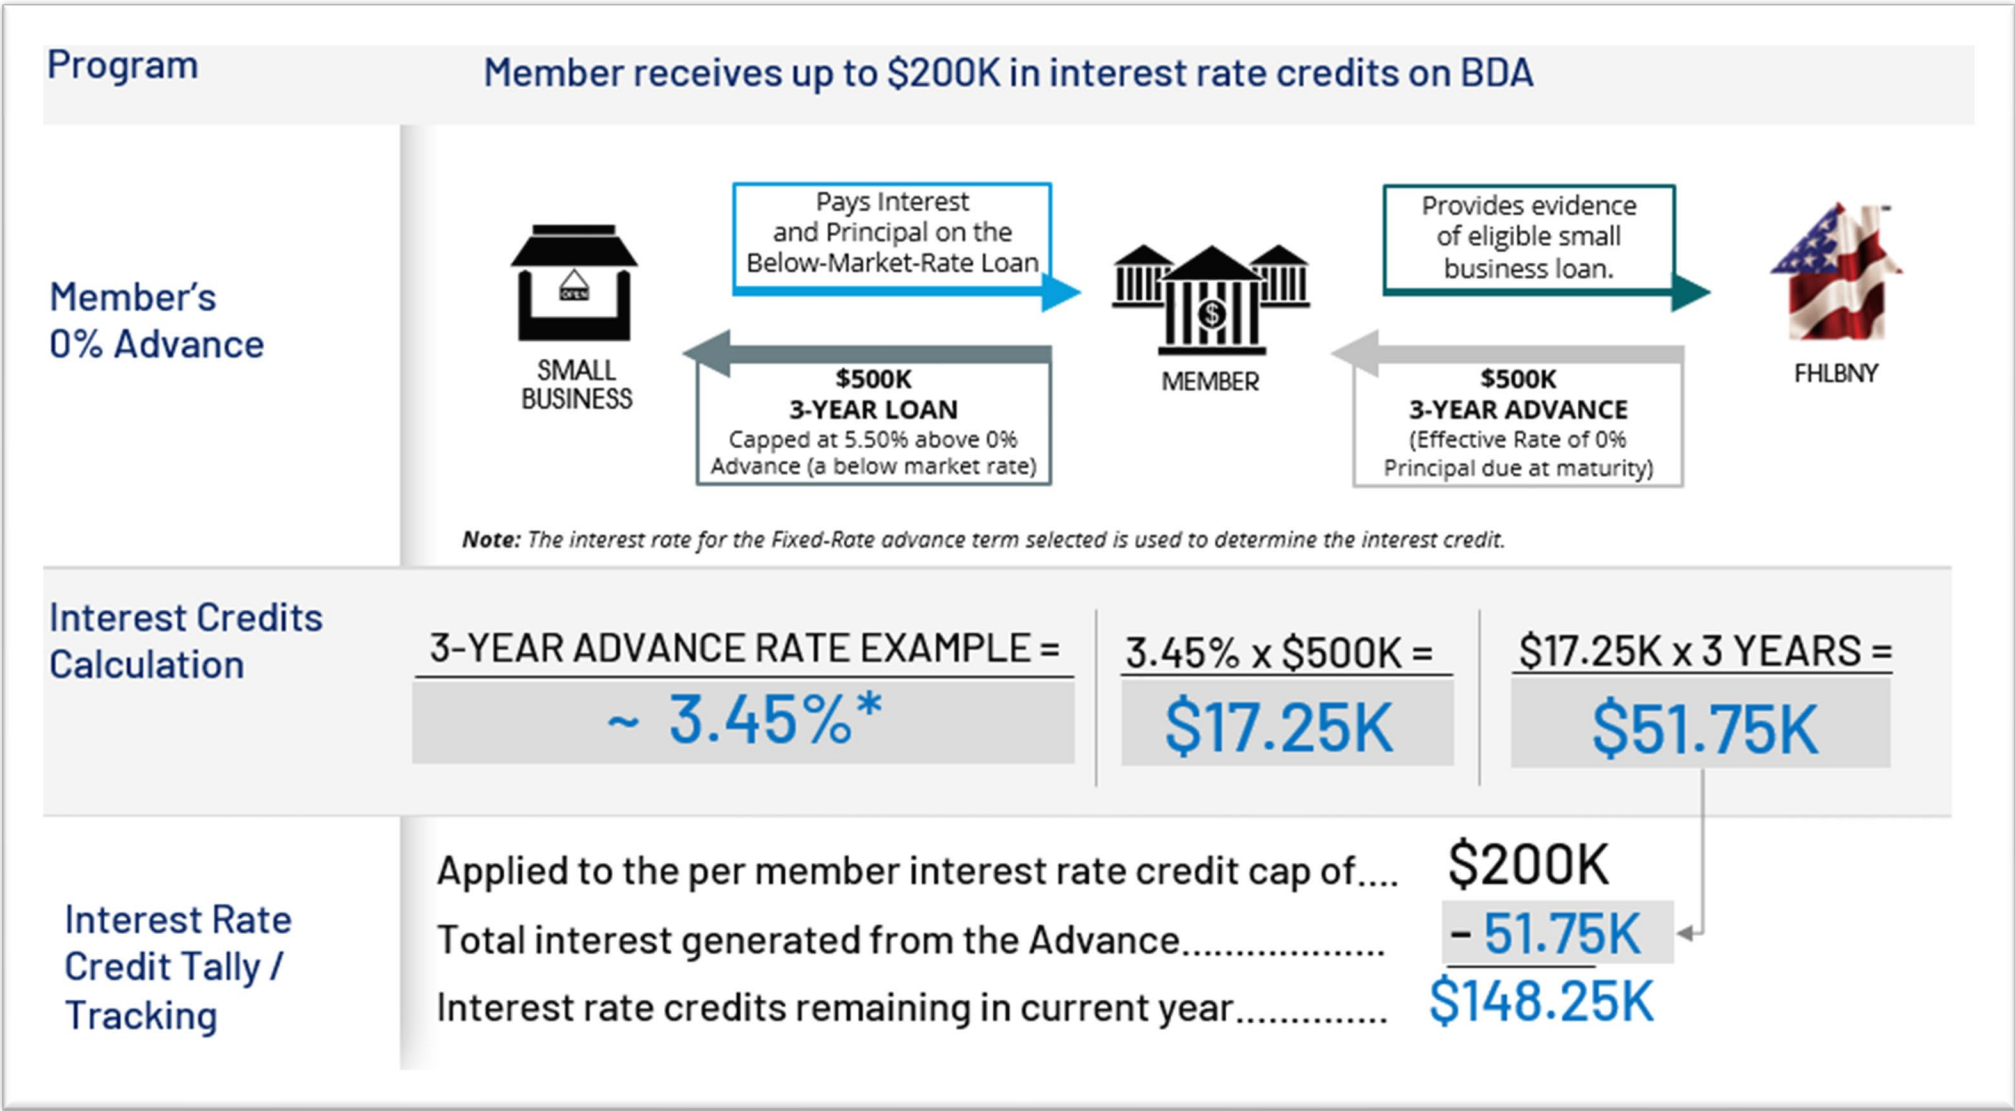 Program
Member receives up to $200K in interest rate credits on BDA
Member's
0% Advance
Pays Interest
and Principal on the
Below-Market-Rate Loan
Provides evidence
of eligible small
business loan.
OPEN
$
SMALL
BUSINESS
MEMBER
FHLBNY
$500K
3-YEAR LOAN
Capped at 5.50% above 0%
Advance (a below market rate)
$500K
3-YEAR ADVANCE
(Effective Rate of 0%
Principal due at maturity)
Note: The interest rate for the Fixed-Rate advance term selected is used to determine the interest credit.
Interest Credits
Calculation
3-YEAR ADVANCE RATE EXAMPLE =
~ 3.45%*
3.45% x $500K =
$17.25K
$17.25K x 3 YEARS =
$51.75K
Interest Rate
Credit Tally /
Tracking
Applied to the per member interest rate credit cap of.... $200K
Total interest generated from the Advance................... - 51.75K
Interest rate credits remaining in current year.............. $148.25K